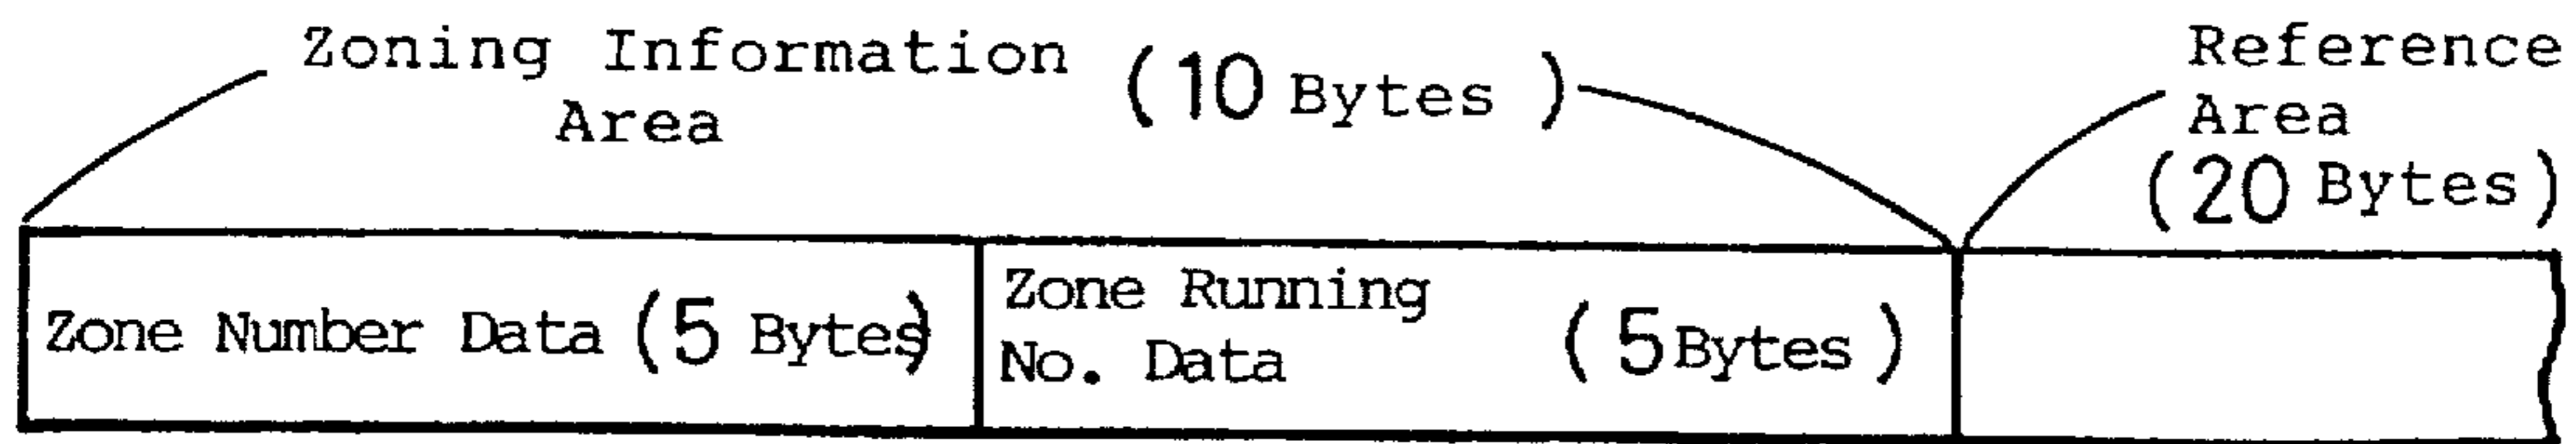 Zoning Information (10 Bytes)
Area
Reference
Area
(20 Bytes)
Zone Number Data (5 Bytes)
Zone Running
No. Data (5 Bytes)